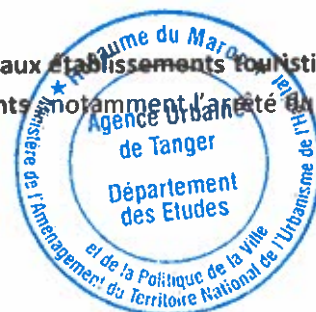 aux établissements touristi
nts notamment l'arrêté du
Royaume du Maroc
Ministère de l'Aménagement du Territoire National de l'Urbanisme de l'H
et de la Politique de la Ville
Agence Urbaine
de Tanger
Département
des Etudes